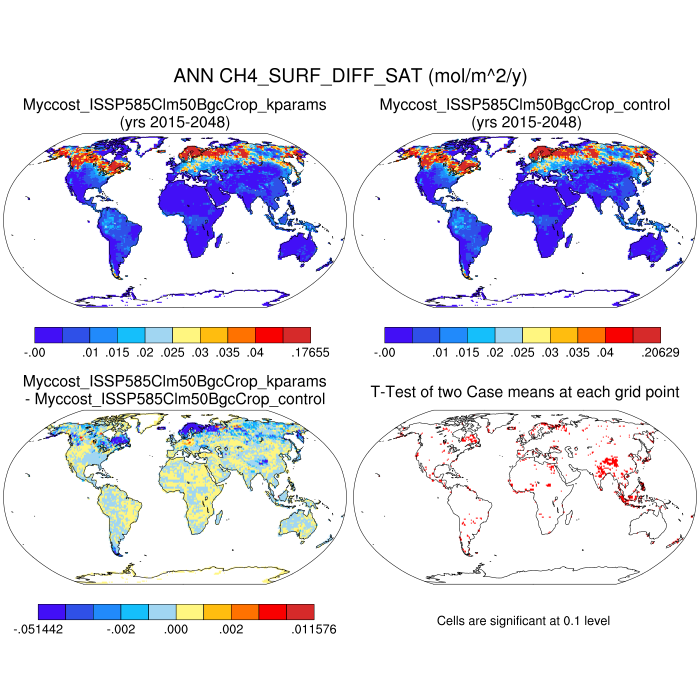 ANN CH4_SURF_DIFF_SAT (mol/m^2/y)
Myccost_ISSP585Clm50BgcCrop_kparams
(yrs 2015-2048)
Myccost_ISSP585Clm50BgcCrop_control
(yrs 2015-2048)
-.00 .01 .015 .02 .025 .03 .035 .04 .17655
-.00 .01 .015 .02 .025 .03 .035 .04 .20629
Myccost_ISSP585Clm50BgcCrop_kparams
- Myccost_ISSP585Clm50BgcCrop_control
T-Test of two Case means at each grid point
-.051442 -.002 .000 .002 .011576
Cells are significant at 0.1 level